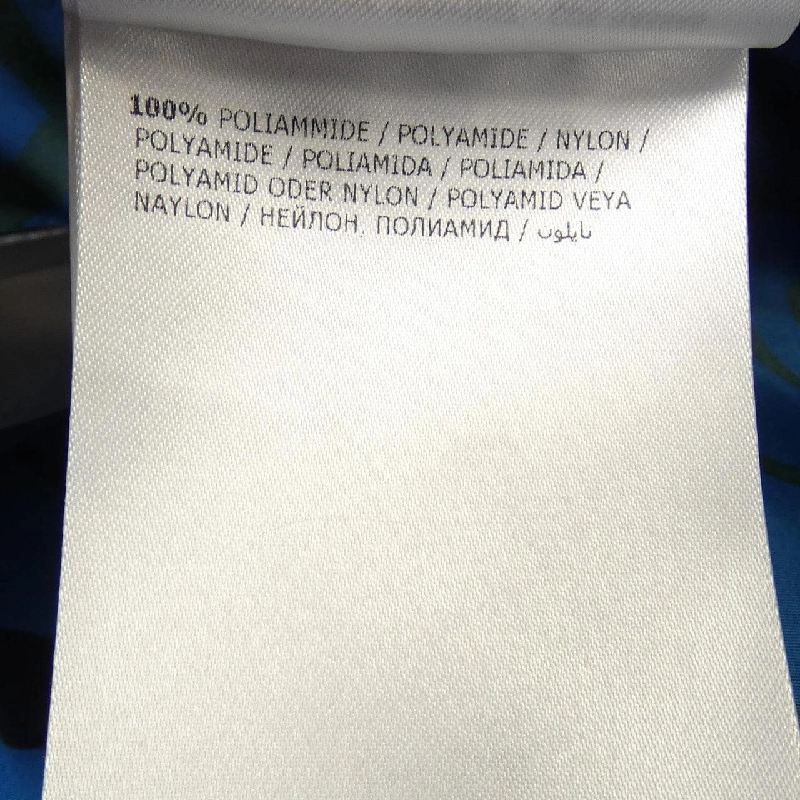 100% POLIAMMIDE / POLYAMIDE / NYLON /
POLYAMIDE / POLIAMIDA / POLIAMIDA /
POLYAMID ODER NYLON / POLYAMID VEYA
NAYLON / НЕЙЛОН, ПОЛИАМИД / نايلون